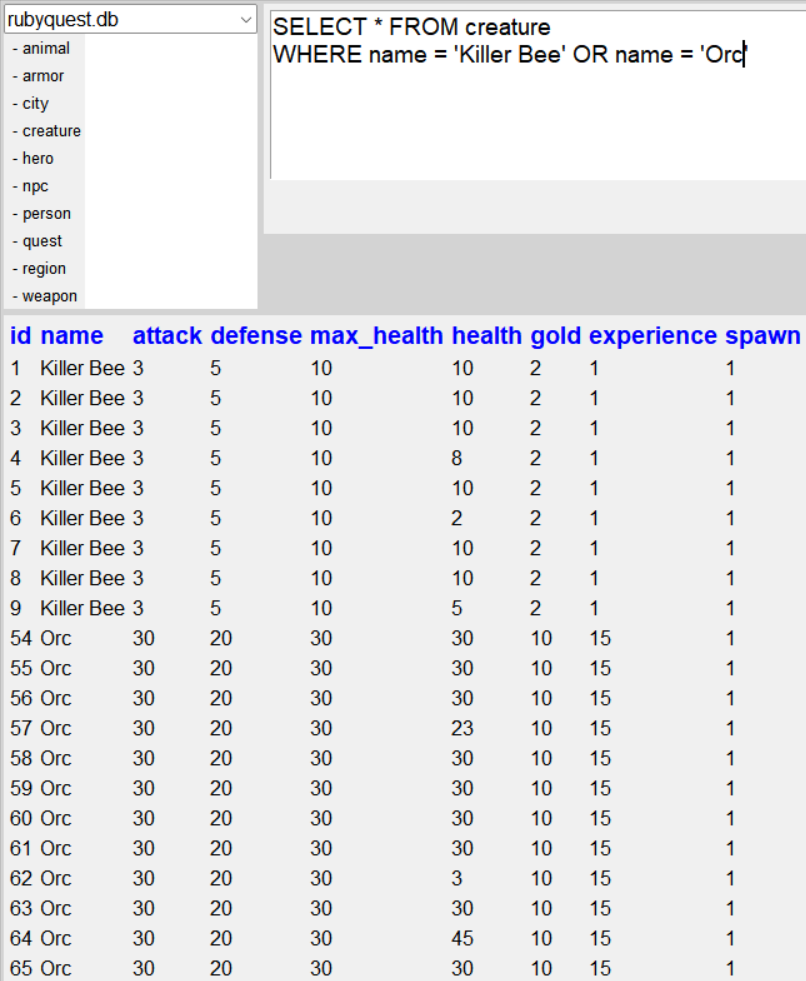 rubyquest.db
- animal
- armor
- city
- creature
- hero
- npc
- person
- quest
- region
- weapon
SELECT * FROM creature
WHERE name = 'Killer Bee' OR name = 'Orc'
id name attack defense max_health health gold experience spawn
1 Killer Bee 3 5 10 10 2 1 1
2 Killer Bee 3 5 10 10 2 1 1
3 Killer Bee 3 5 10 10 2 1 1
4 Killer Bee 3 5 10 8 2 1 1
5 Killer Bee 3 5 10 10 2 1 1
6 Killer Bee 3 5 10 2 2 1 1
7 Killer Bee 3 5 10 10 2 1 1
8 Killer Bee 3 5 10 10 2 1 1
9 Killer Bee 3 5 10 5 2 1 1
54 Orc 30 20 30 30 10 15 1
55 Orc 30 20 30 30 10 15 1
56 Orc 30 20 30 30 10 15 1
57 Orc 30 20 30 23 10 15 1
58 Orc 30 20 30 30 10 15 1
59 Orc 30 20 30 30 10 15 1
60 Orc 30 20 30 30 10 15 1
61 Orc 30 20 30 30 10 15 1
62 Orc 30 20 30 3 10 15 1
63 Orc 30 20 30 30 10 15 1
64 Orc 30 20 30 45 10 15 1
65 Orc 30 20 30 30 10 15 1